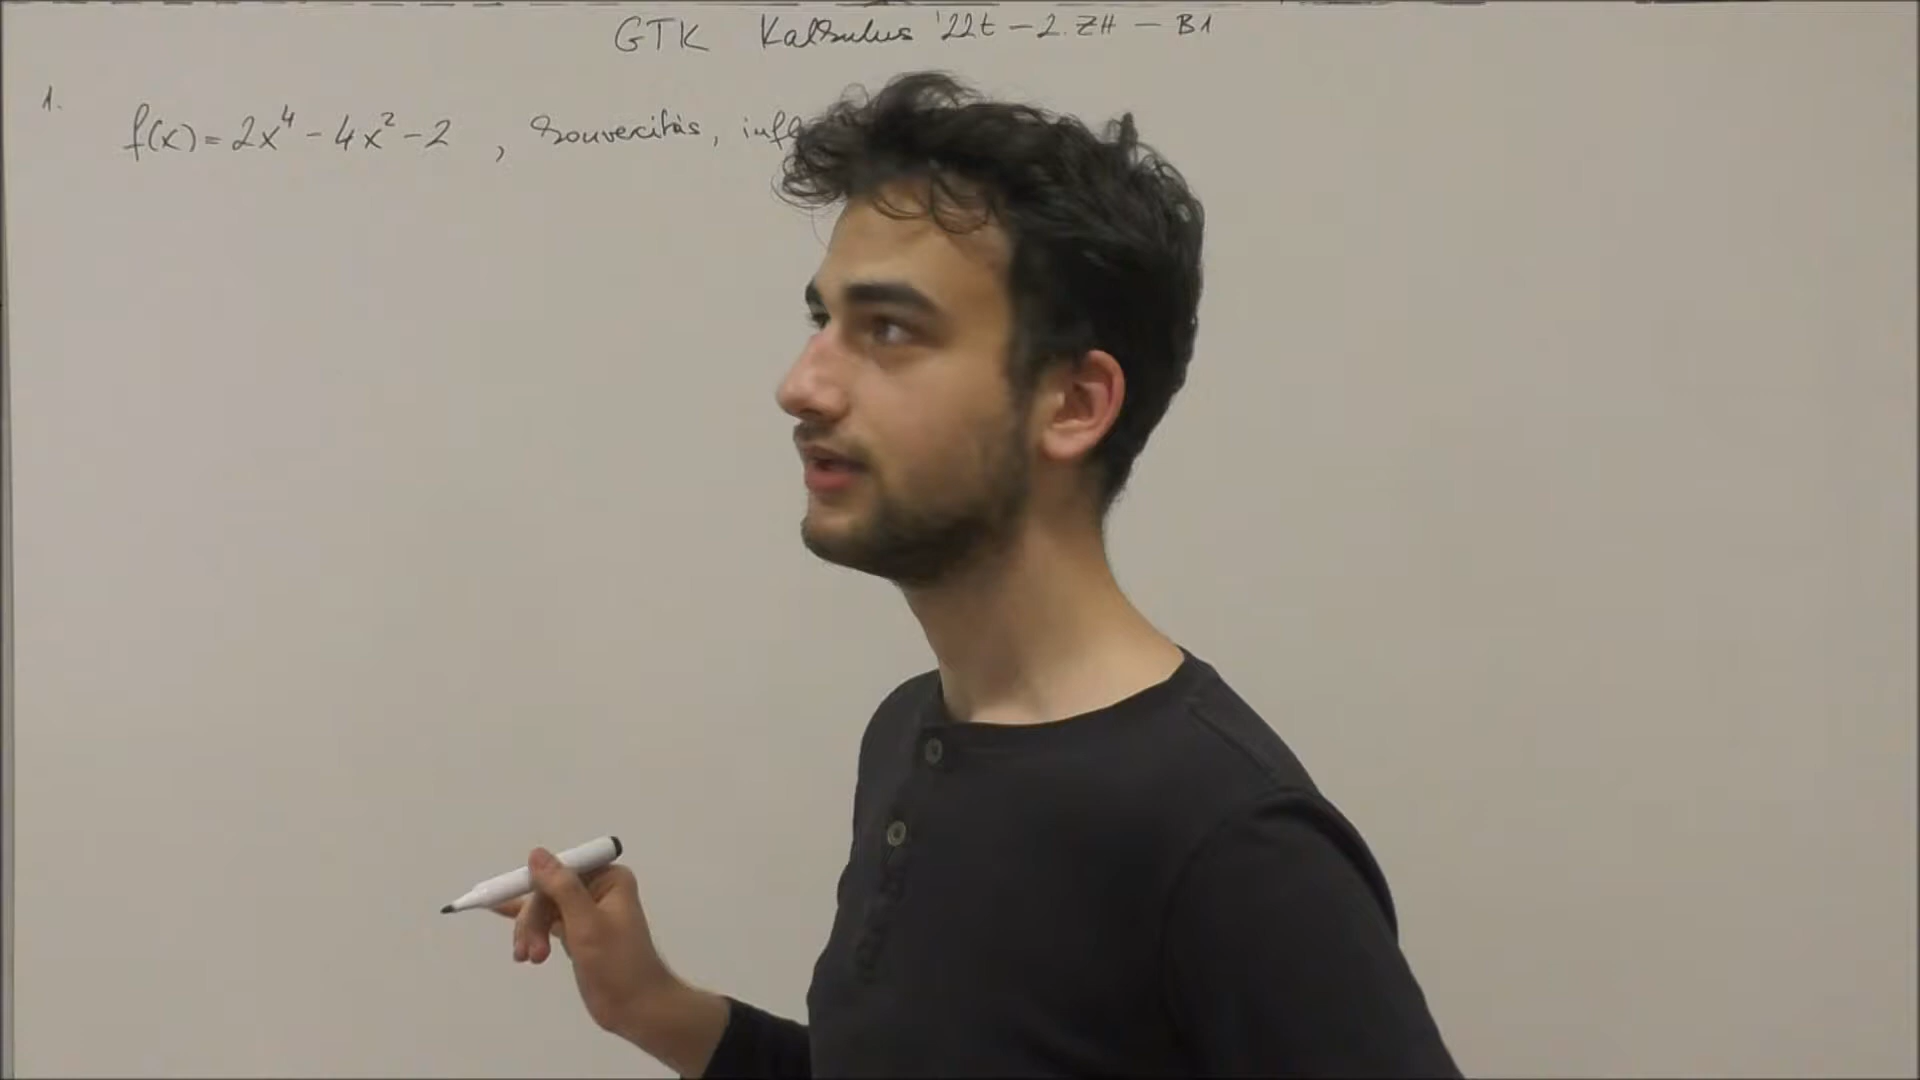 GTK Kalkulus '22t - 2. ZH - B1
1.
f(x) = 2x⁴ - 4x² - 2 , konvexitás, infl